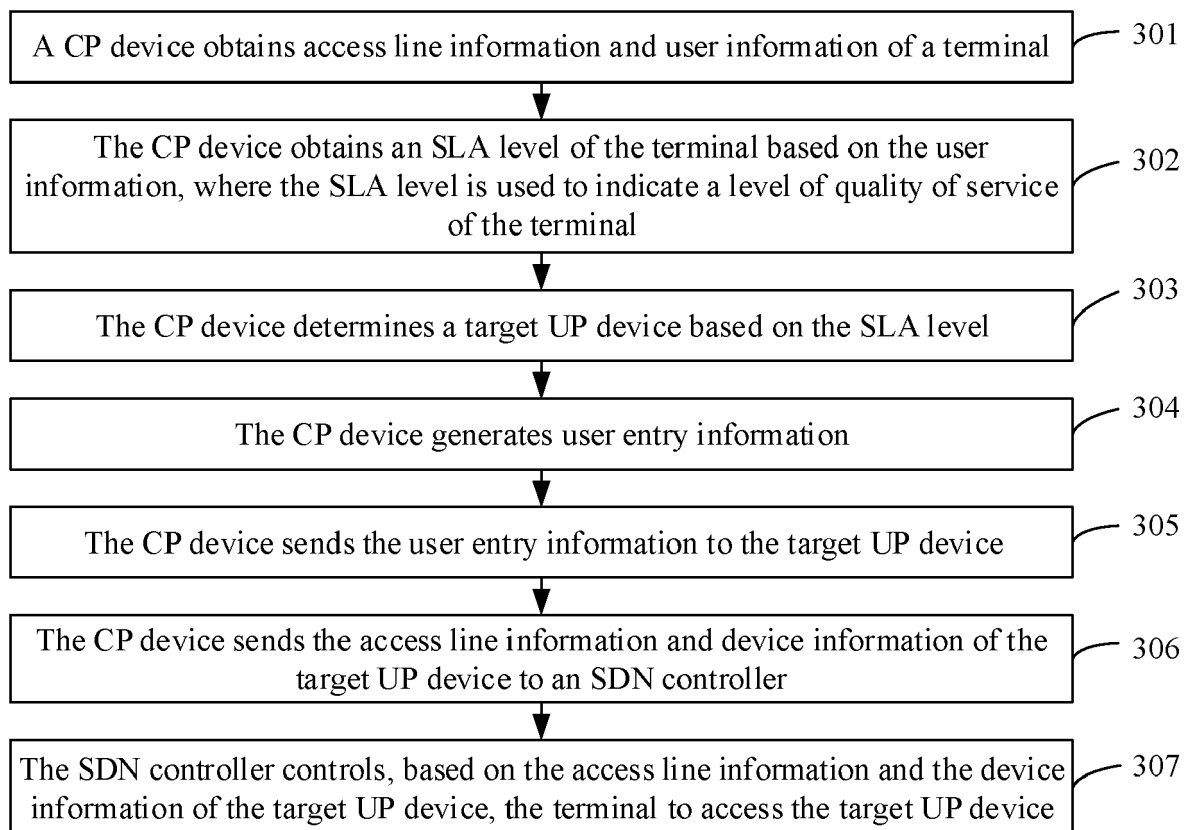 A CP device obtains access line information and user information of a terminal
301
The CP device obtains an SLA level of the terminal based on the user
information, where the SLA level is used to indicate a level of quality of service
of the terminal
302
The CP device determines a target UP device based on the SLA level
303
The CP device generates user entry information
304
The CP device sends the user entry information to the target UP device
305
The CP device sends the access line information and device information of the
target UP device to an SDN controller
306
The SDN controller controls, based on the access line information and the device
information of the target UP device, the terminal to access the target UP device
307